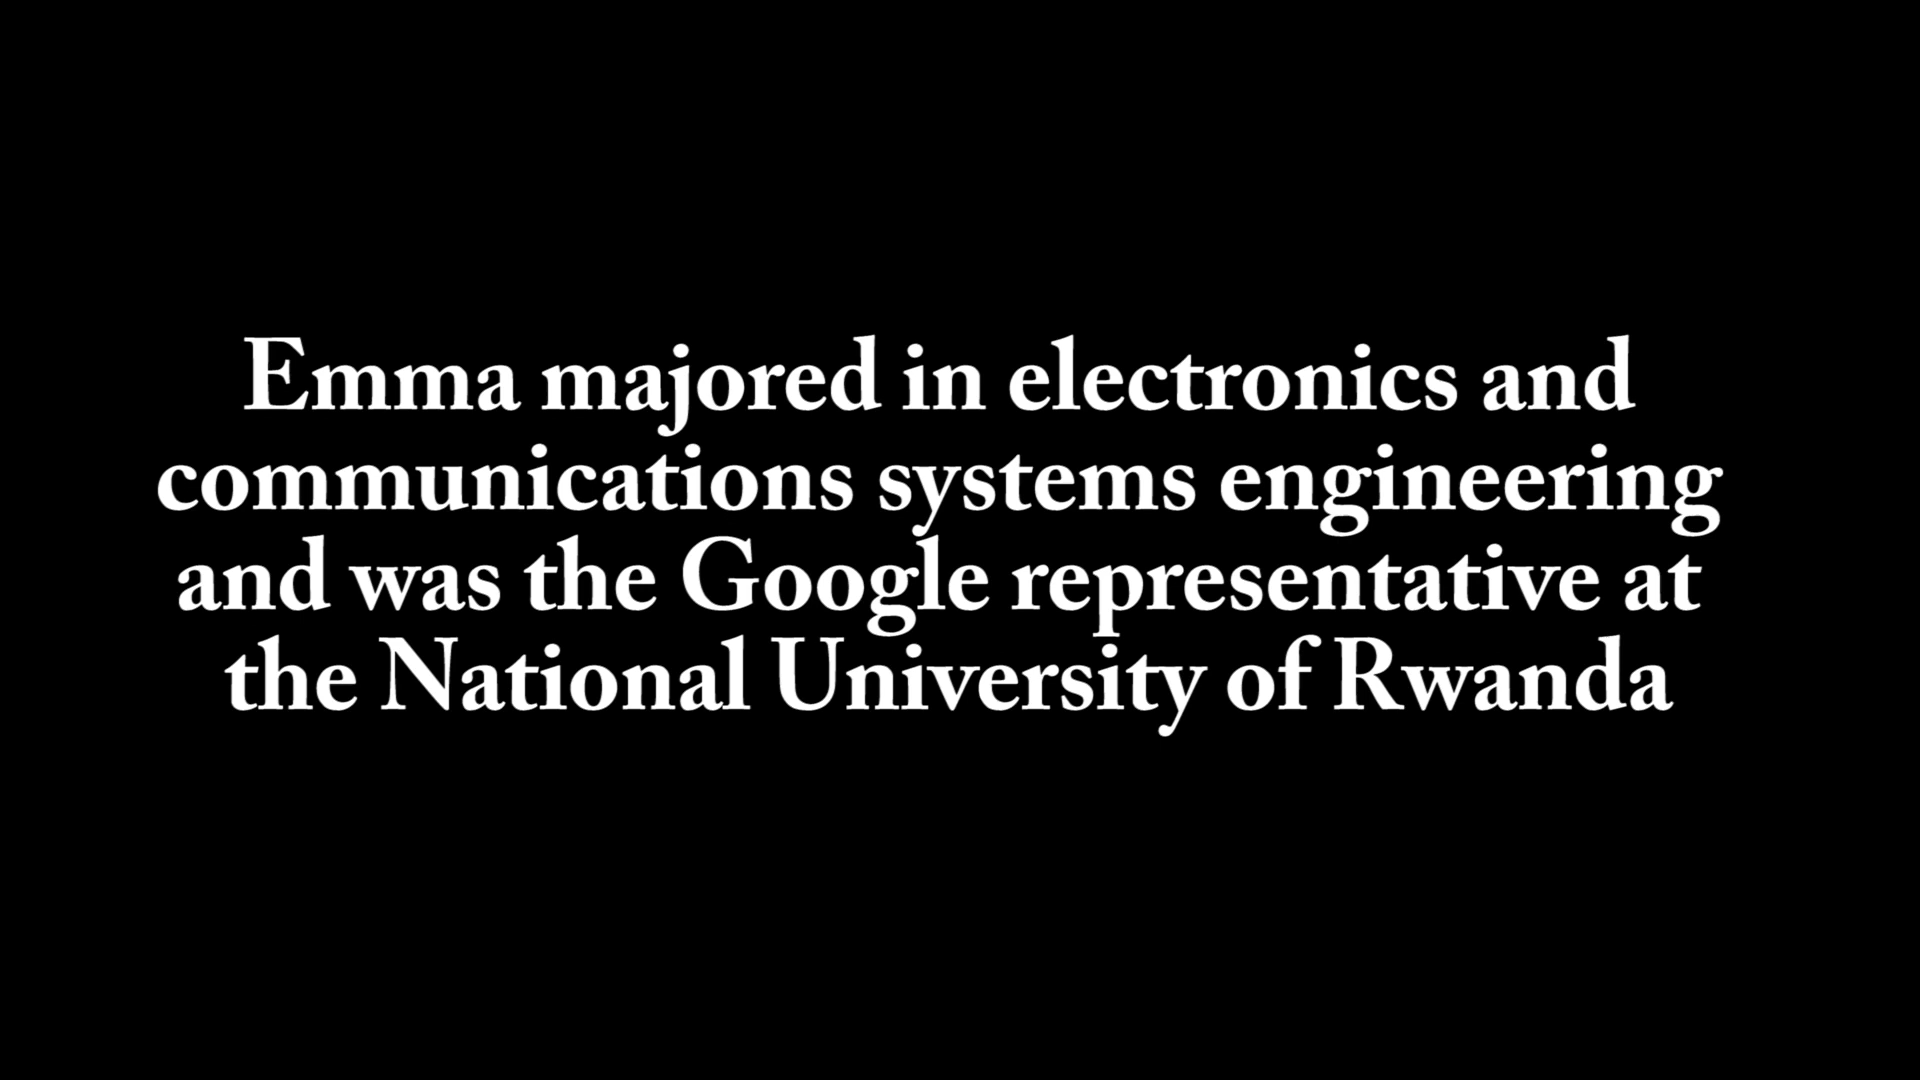 Emma majored in electronics and
communications systems engineering
and was the Google representative at
the National University of Rwanda